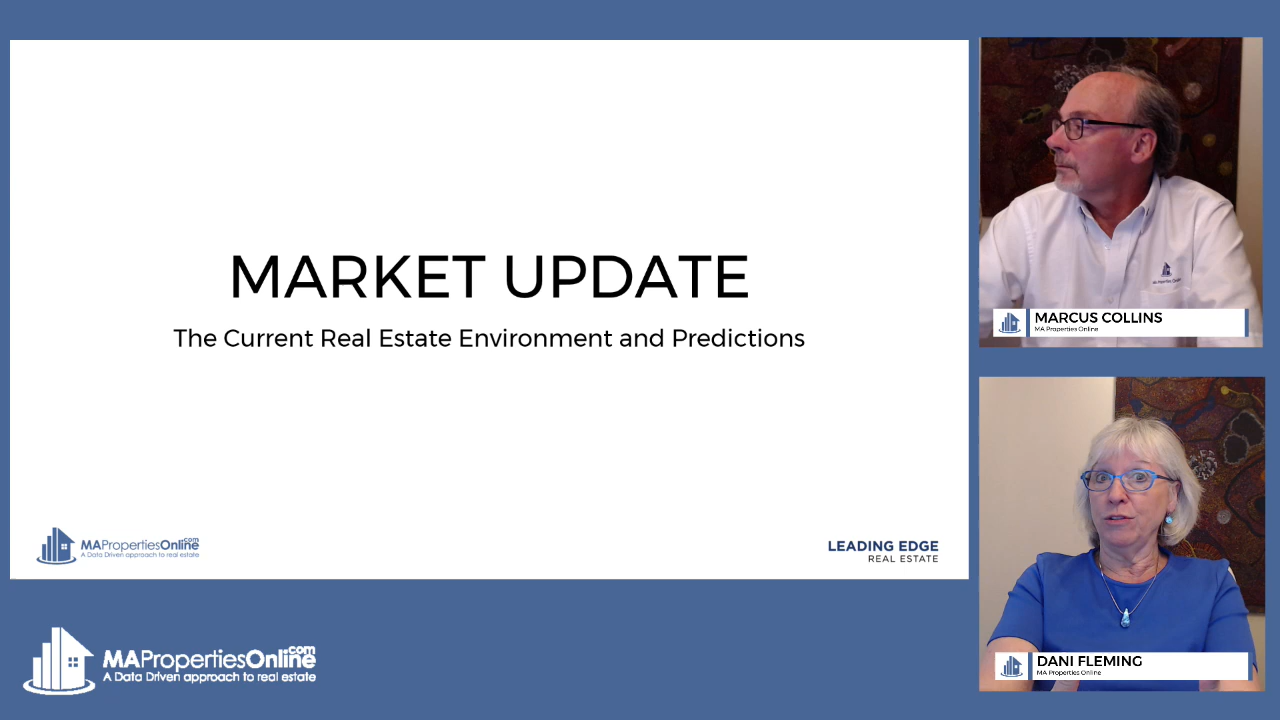 MARKET UPDATE
The Current Real Estate Environment and Predictions
MAPropertiesOnline.com
A Data Driven approach to real estate
LEADING EDGE
REAL ESTATE
MARCUS COLLINS
MA Properties Online
DANI FLEMING
MA Properties Online
MAPropertiesOnline.com
A Data Driven approach to real estate